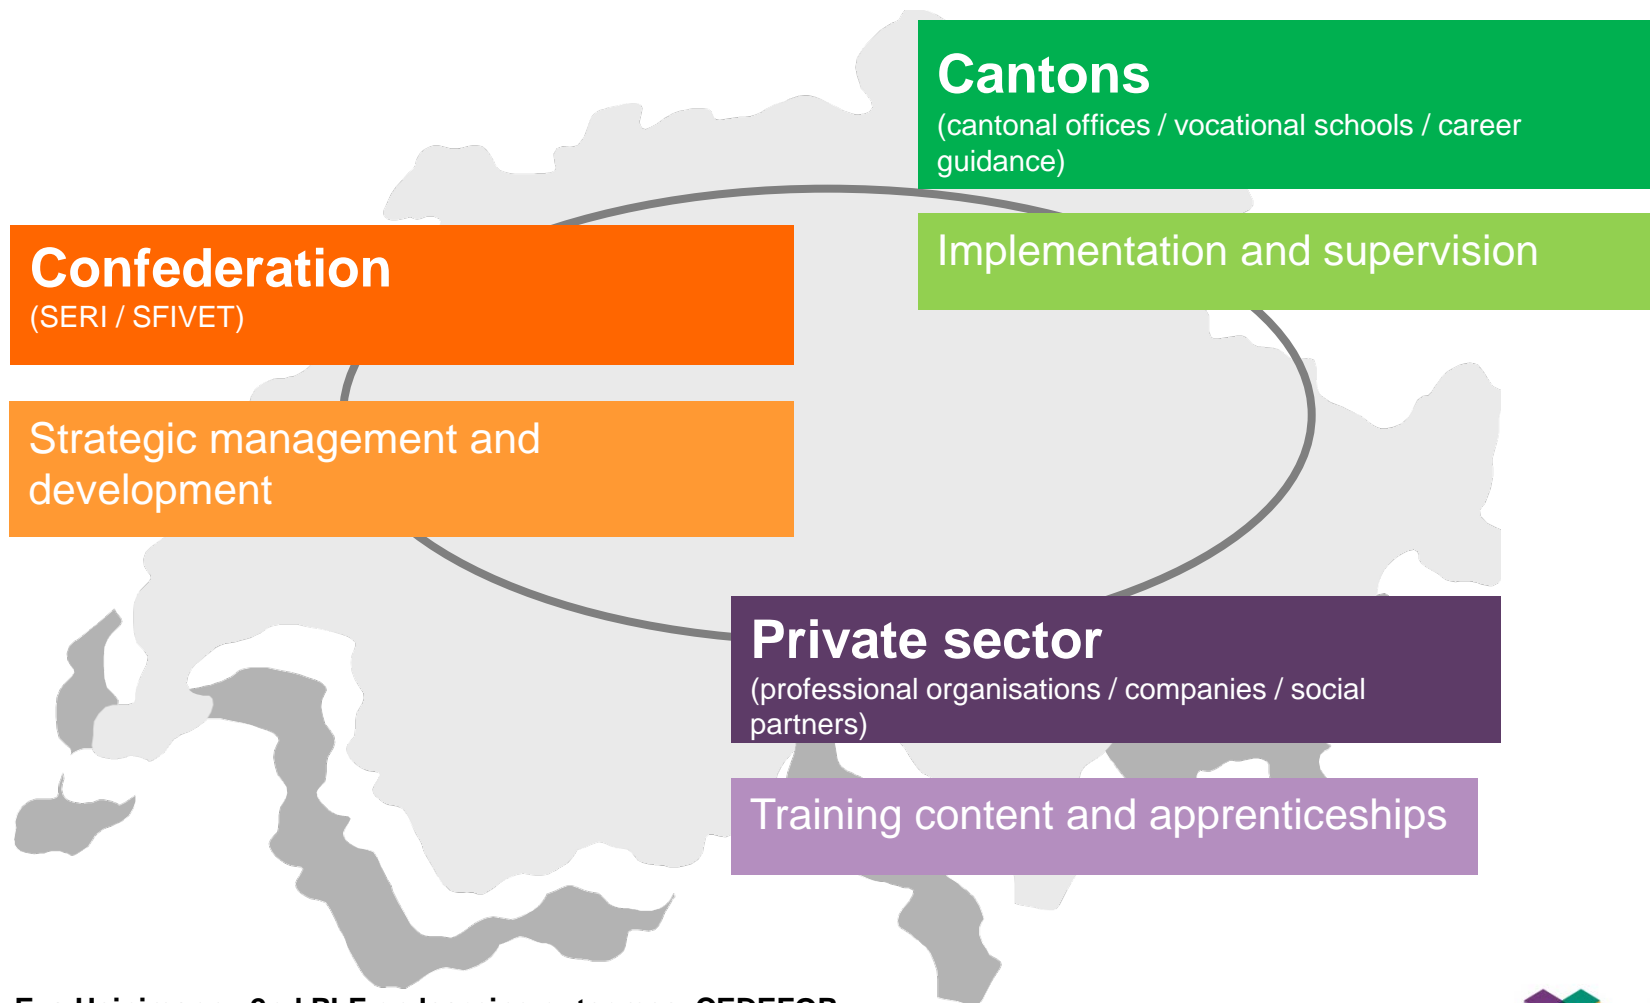 Cantons
(cantonal offices / vocational schools / career
guidance)
Implementation and supervision
Confederation
(SERI / SFIVET)
Strategic management and
development
Private sector
(professional organisations / companies / social
partners)
Training content and apprenticeships
CEDEFOP